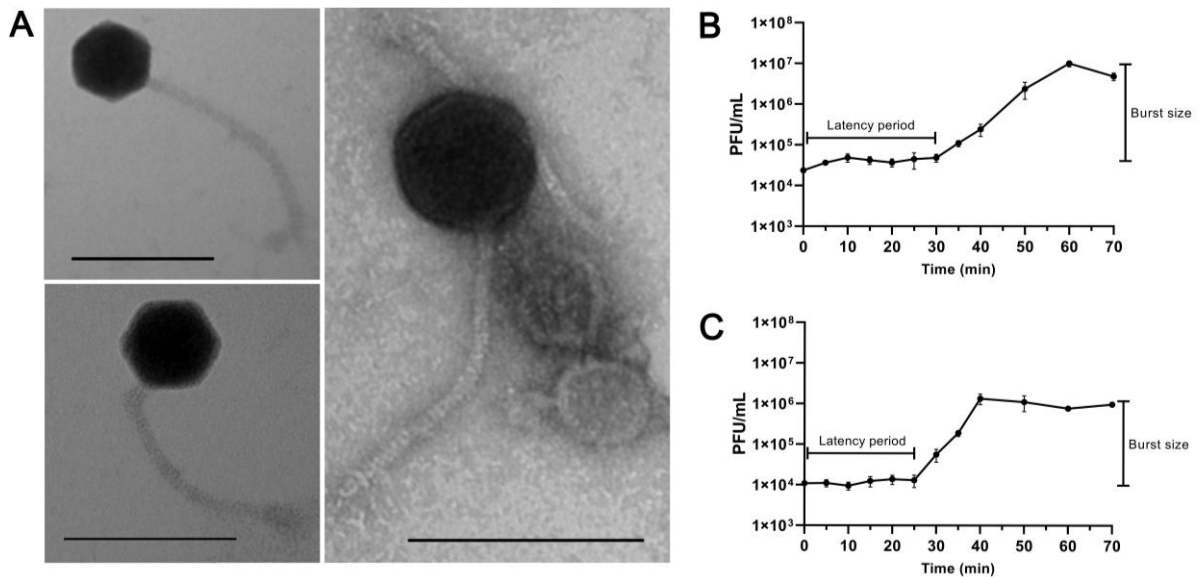 A
B
1×10⁸
1×10⁷
1×10⁶
1×10⁵
1×10⁴
1×10³
PFU/mL
Latency period
Burst size
0 10 20 30 40 50 60 70
Time (min)
C
1×10⁸
1×10⁷
1×10⁶
1×10⁵
1×10⁴
1×10³
PFU/mL
Latency period
Burst size
0 10 20 30 40 50 60 70
Time (min)